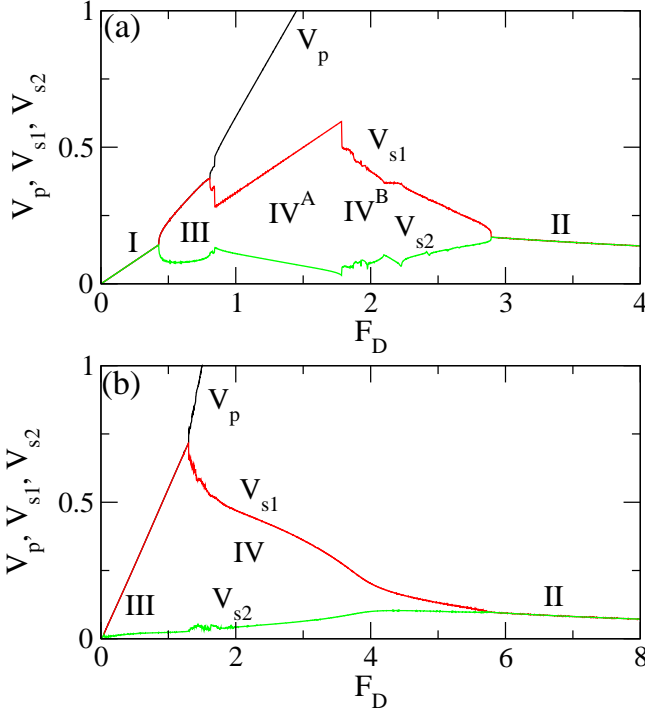 (a)
1
V_p
V_p, V_s1, V_s2
0.5
V_s1
IV^A
IV^B
III
V_s2
I
II
0
0 1 2 3 4
F_D
(b)
1
V_p
V_p, V_s1, V_s2
0.5
V_s1
IV
III
V_s2
II
0
0 2 4 6 8
F_D